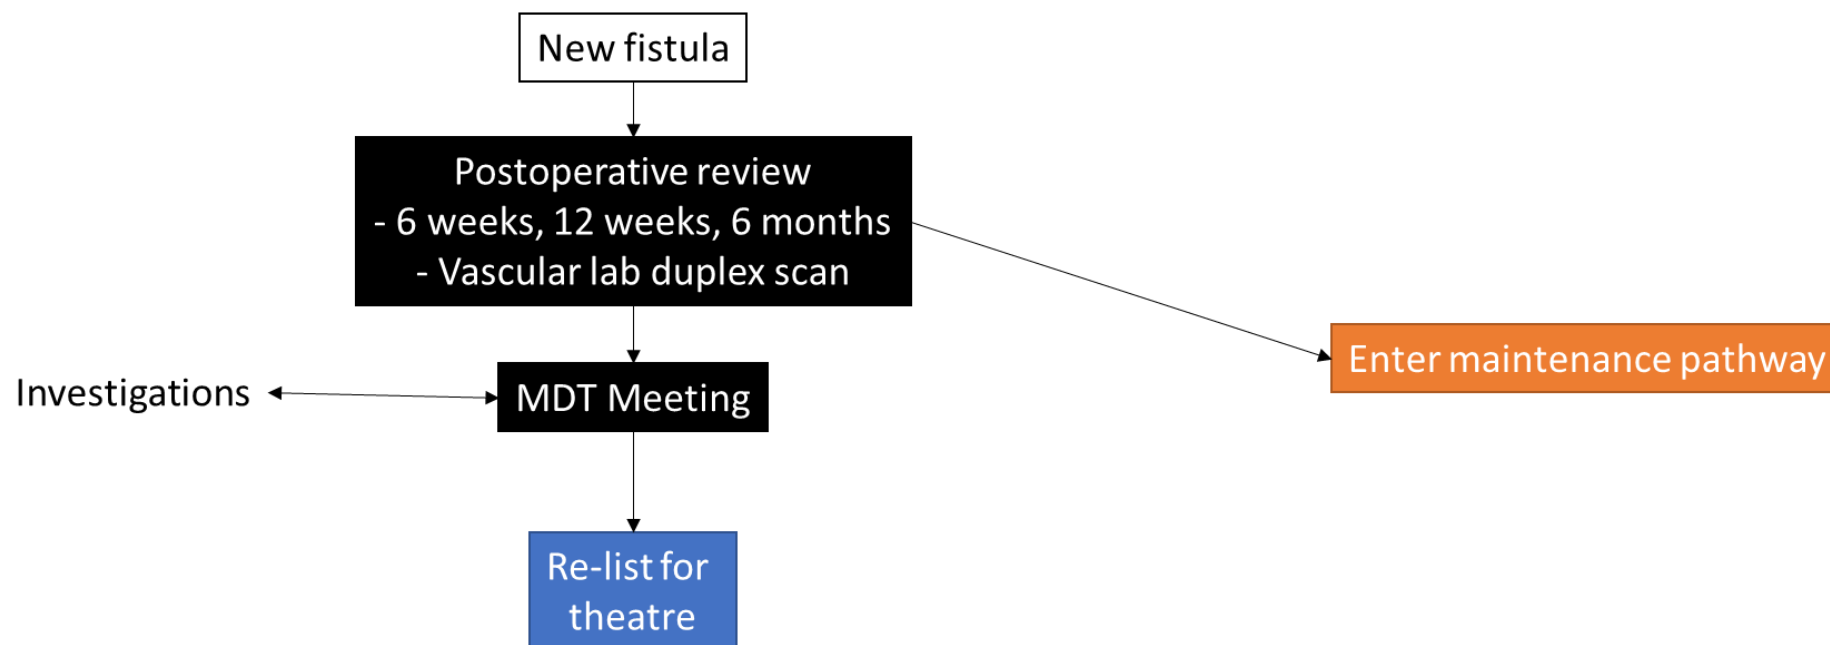 New fistula
Postoperative review
- 6 weeks, 12 weeks, 6 months
- Vascular lab duplex scan
Enter maintenance pathway
Investigations
MDT Meeting
Re-list for
theatre